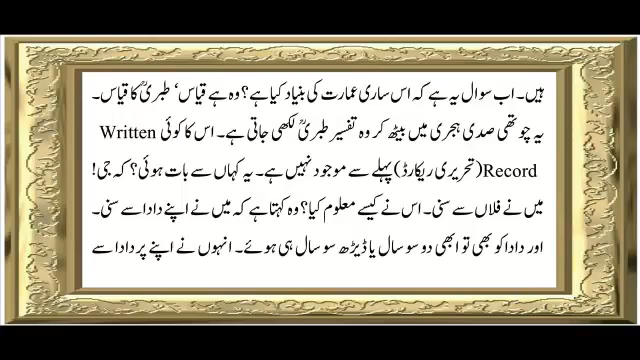 ہیں۔ اب سوال یہ ہے کہ اس ساری عمارت کی بنیاد کیا ہے؟ وہ ہے قیاس‘ طبریؒ کا قیاس۔
یہ چوتھی صدی ہجری میں بیٹھ کر وہ تفسیر طبریؒ لکھی جاتی ہے۔ اس کا کوئی Written
Record (تحریری ریکارڈ) پہلے سے موجود نہیں ہے۔ یہ کہاں سے بات ہوئی؟ کہ جی!
میں نے فلاں سے سنی۔ اس نے کیسے معلوم کیا؟ وہ کہتا ہے کہ میں نے اپنے دادا سے سنی۔
اور دادا کو بھی تو ابھی دو سو سال یا ڈیڑھ سو سال ہی ہوئے۔ انہوں نے اپنے پردادا سے